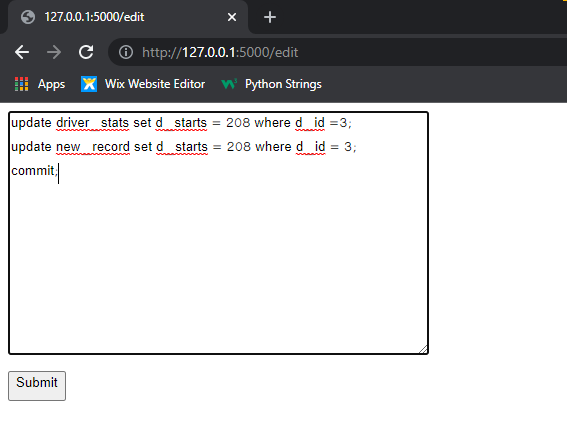 127.0.0.1:5000/edit
http://127.0.0.1:5000/edit
Apps Wix Website Editor Python Strings
update driver_stats set d_starts = 208 where d_id =3;
update new_record set d_starts = 208 where d_id = 3;
commit;
Submit